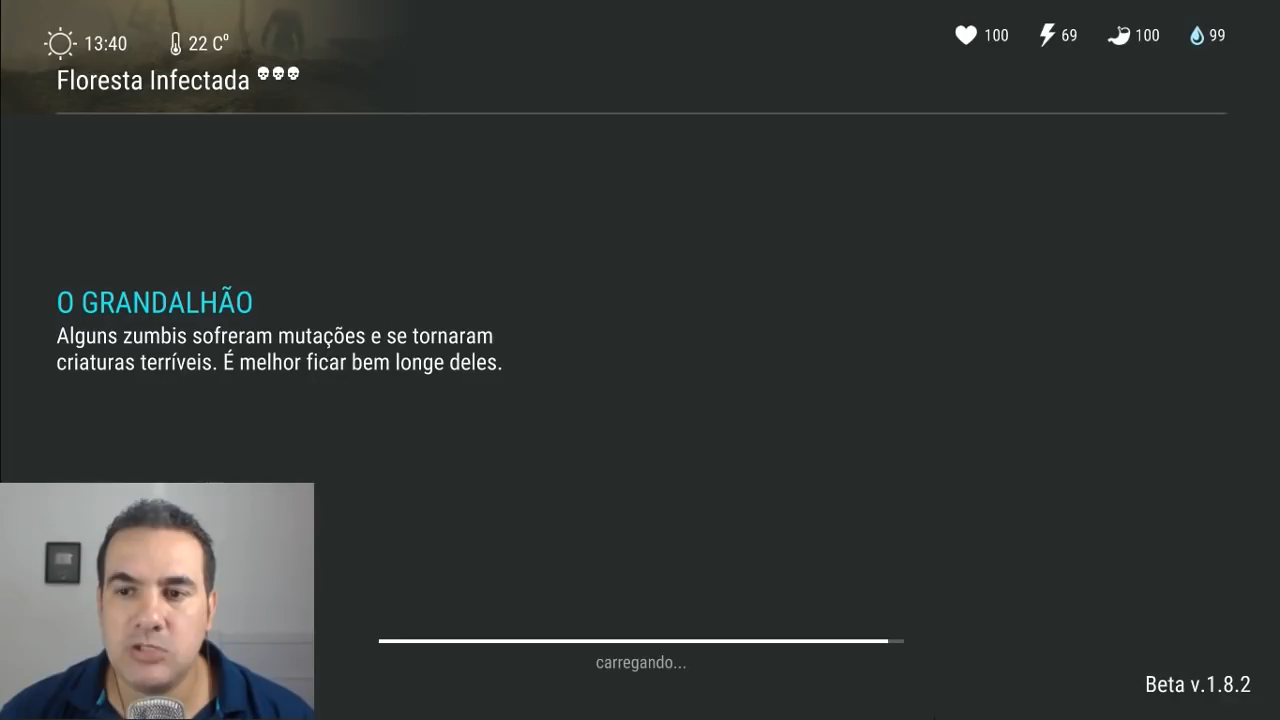 13:40
22 Cº
100
69
100
99
Floresta Infectada
O GRANDALHÃO
Alguns zumbis sofreram mutações e se tornaram
criaturas terríveis. É melhor ficar bem longe deles.
carregando...
Beta v.1.8.2